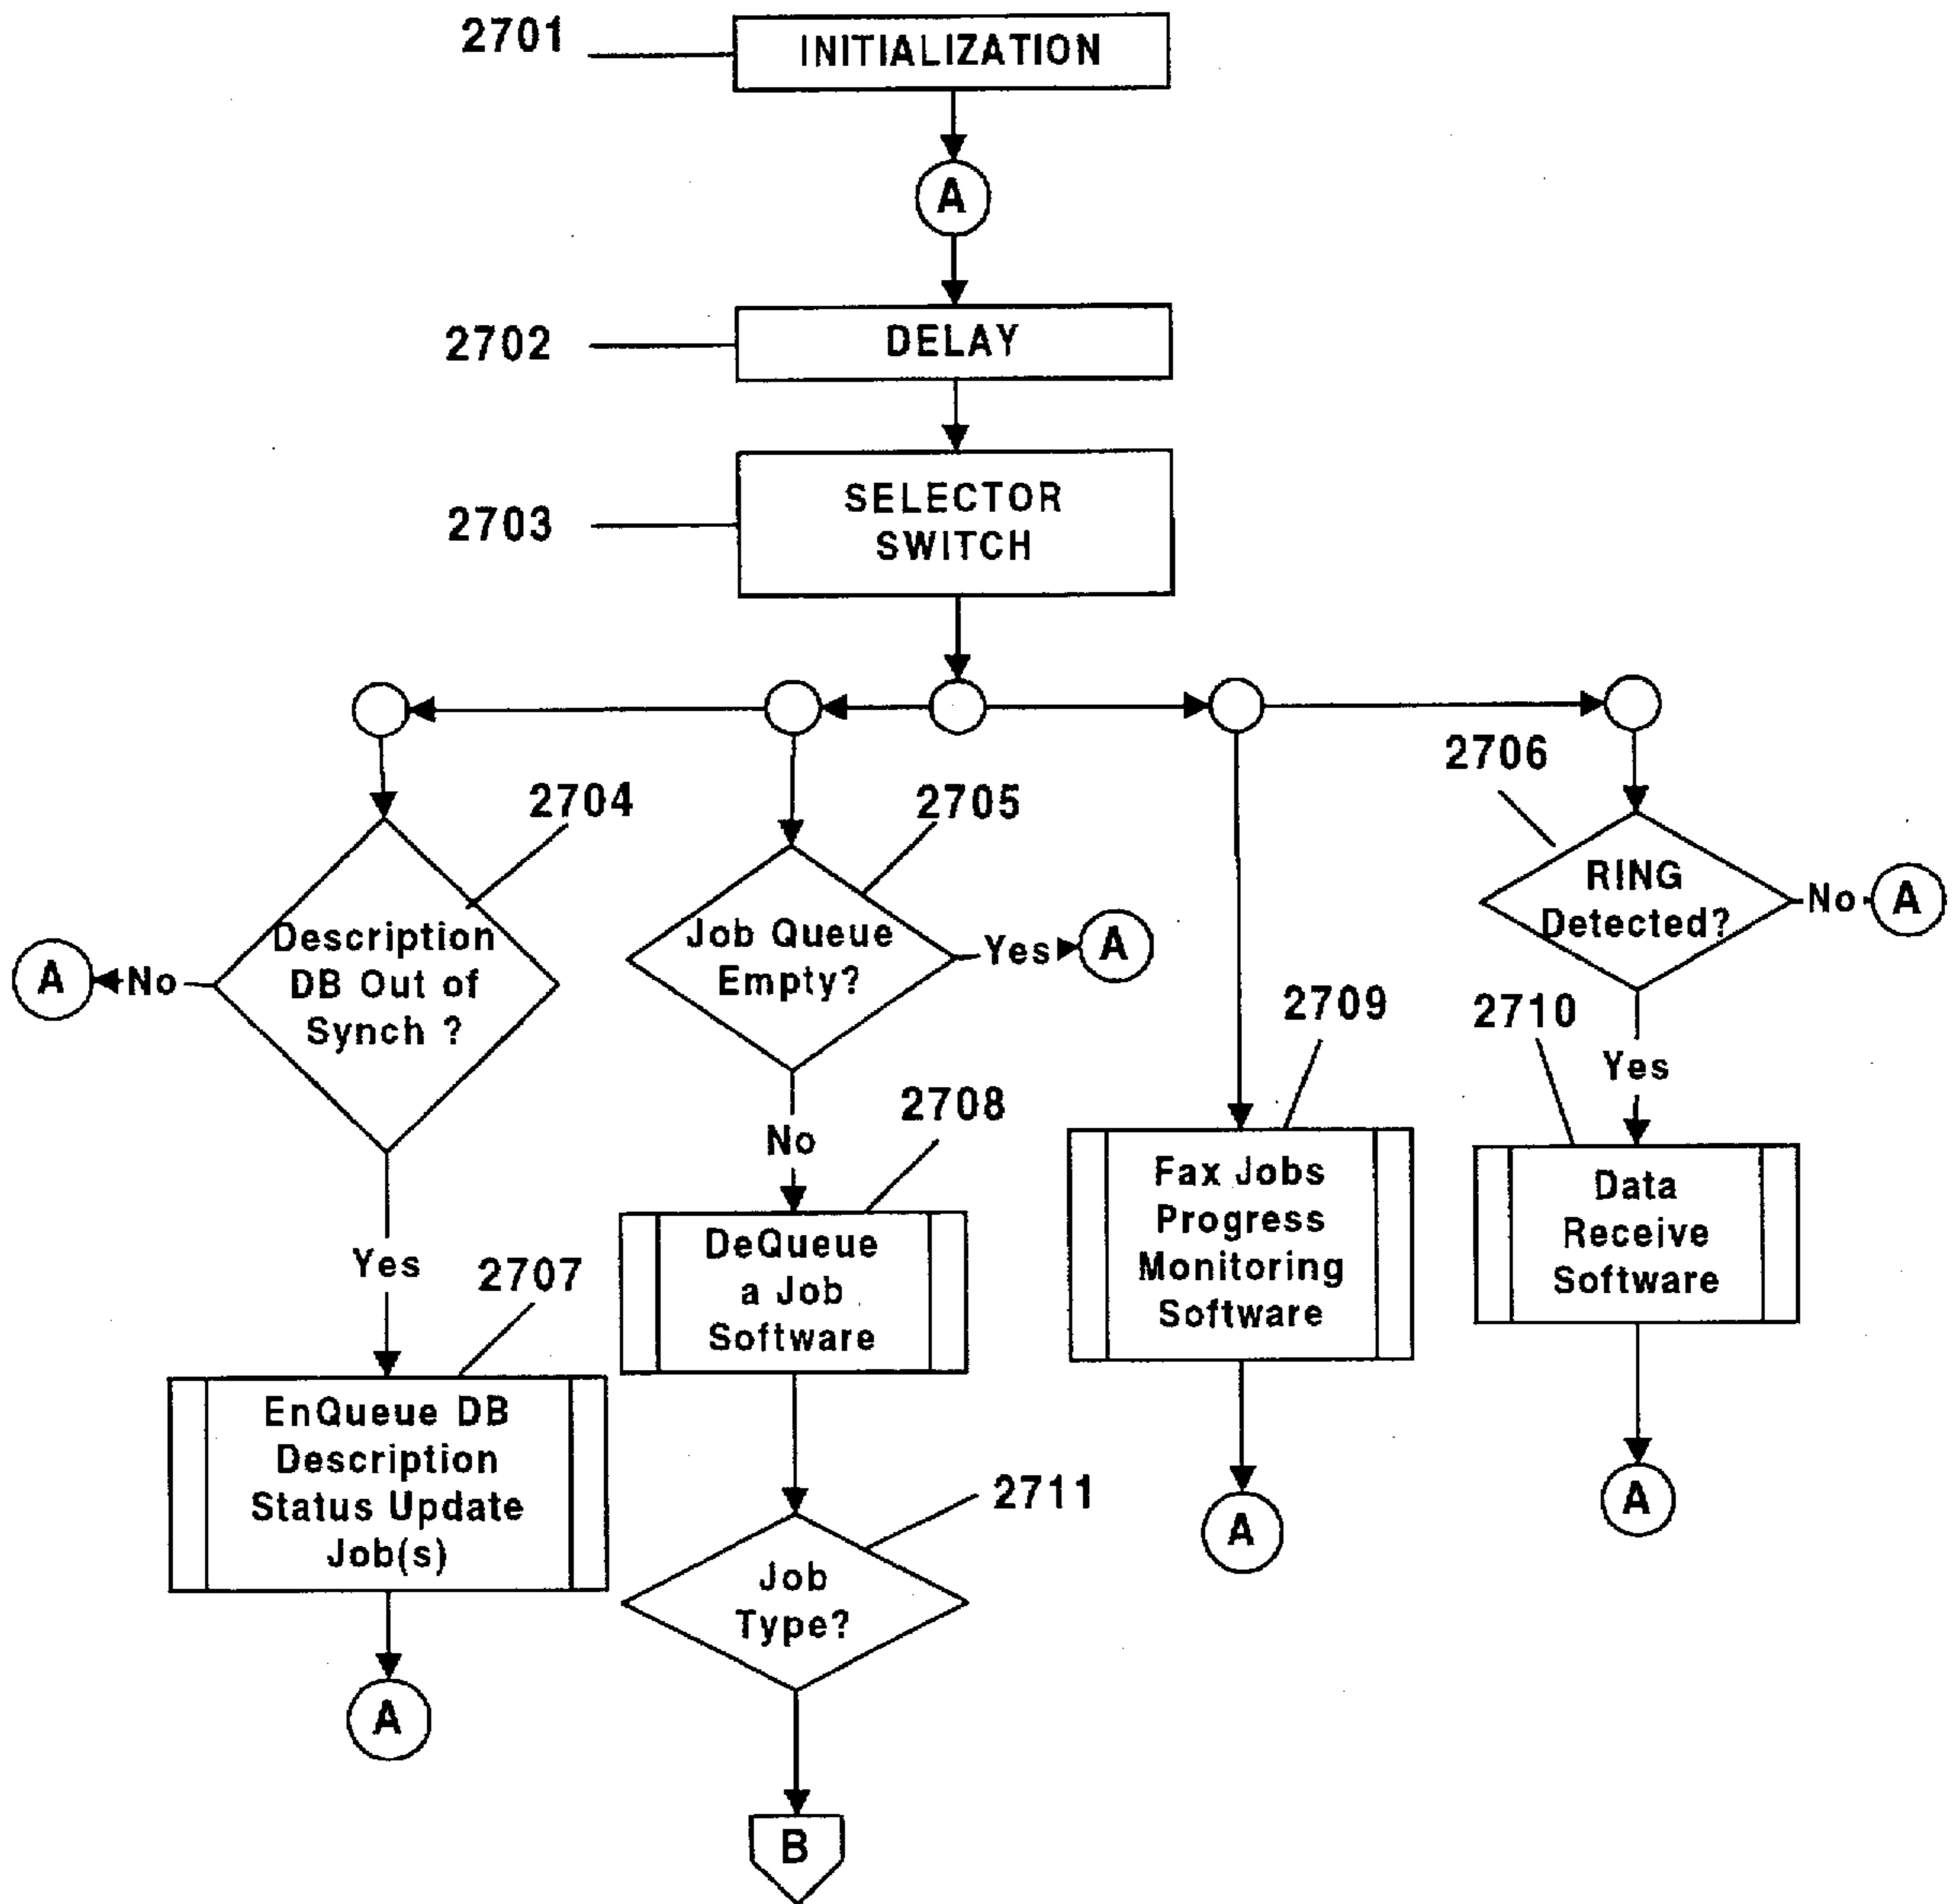 2701
INITIALIZATION
A
2702
DELAY
2703
SELECTOR
SWITCH
2704
Description
DB Out of
Synch ?
No
A
Yes
2707
EnQueue DB
Description
Status Update
Job(s)
A
2705
Job Queue
Empty?
Yes
A
No
2708
DeQueue
a Job
Software
2711
Job
Type?
B
2709
Fax Jobs
Progress
Monitoring
Software
A
2706
RING
Detected?
No
A
Yes
2710
Data
Receive
Software
A